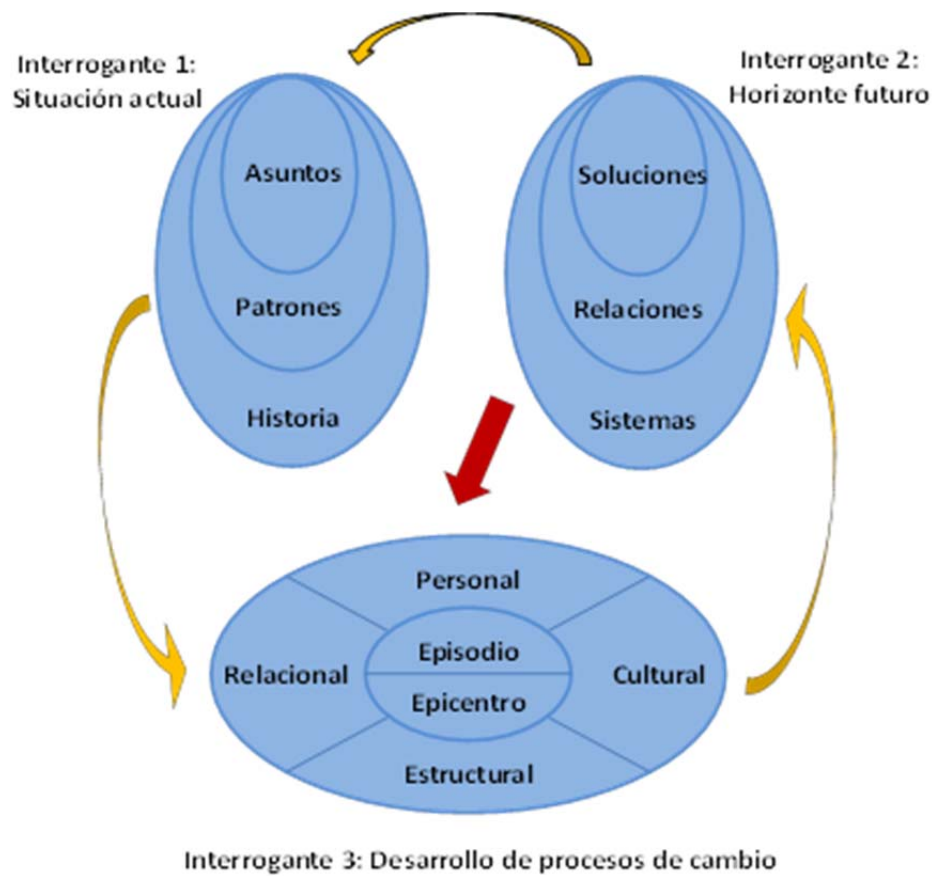 Interrogante 1:
Situación actual
Asuntos
Patrones
Historia
Interrogante 2:
Horizonte futuro
Soluciones
Relaciones
Sistemas
Personal
Relacional
Episodio
Epicentro
Cultural
Estructural
Interrogante 3: Desarrollo de procesos de cambio